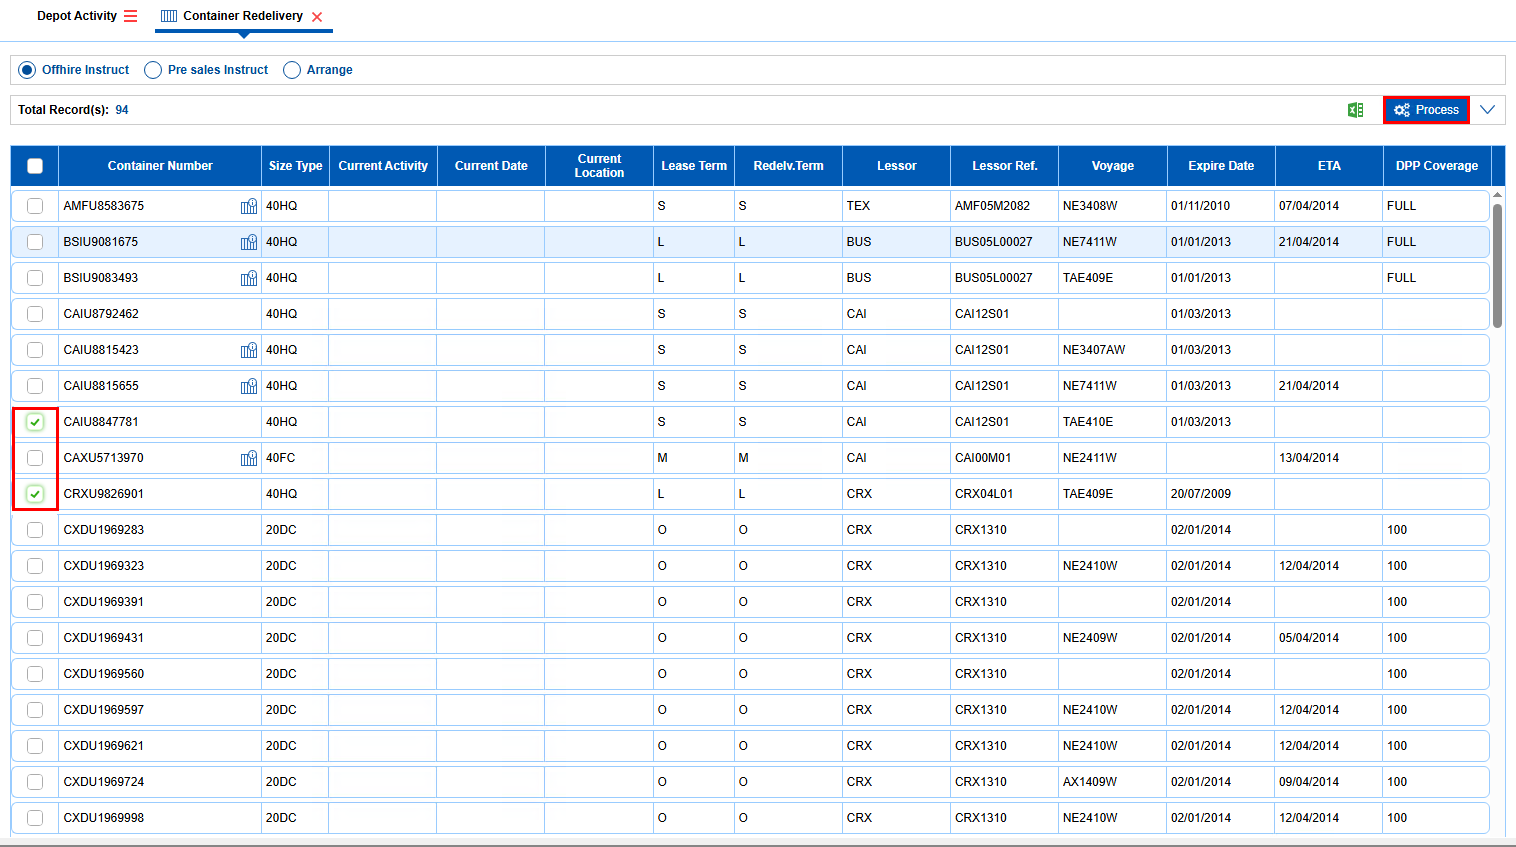 Depot Activity Container Redelivery
Offhire Instruct Pre sales Instruct Arrange
Total Record(s): 94 Process
Container Number Size Type Current Activity Current Date Current Location Lease Term Redelv.Term Lessor Lessor Ref. Voyage Expire Date ETA DPP Coverage
AMFU8583675 40HQ S S TEX AMF05M2082 NE3408W 01/11/2010 07/04/2014 FULL
BSIU9081675 40HQ L L BUS BUS05L00027 NE7411W 01/01/2013 21/04/2014 FULL
BSIU9083493 40HQ L L BUS BUS05L00027 TAE409E 01/01/2013 FULL
CAIU8792462 40HQ S S CAI CAI12S01 01/03/2013
CAIU8815423 40HQ S S CAI CAI12S01 NE3407AW 01/03/2013
CAIU8815655 40HQ S S CAI CAI12S01 NE7411W 01/03/2013 21/04/2014
CAIU8847781 40HQ S S CAI CAI12S01 TAE410E 01/03/2013
CAXU5713970 40FC M M CAI CAI00M01 NE2411W 13/04/2014
CRXU9826901 40HQ L L CRX CRX04L01 TAE409E 20/07/2009
CXDU1969283 20DC O O CRX CRX1310 02/01/2014 100
CXDU1969323 20DC O O CRX CRX1310 NE2410W 02/01/2014 12/04/2014 100
CXDU1969391 20DC O O CRX CRX1310 02/01/2014 100
CXDU1969431 20DC O O CRX CRX1310 NE2409W 02/01/2014 05/04/2014 100
CXDU1969560 20DC O O CRX CRX1310 02/01/2014 100
CXDU1969597 20DC O O CRX CRX1310 NE2410W 02/01/2014 12/04/2014 100
CXDU1969621 20DC O O CRX CRX1310 NE2410W 02/01/2014 12/04/2014 100
CXDU1969724 20DC O O CRX CRX1310 AX1409W 02/01/2014 09/04/2014 100
CXDU1969998 20DC O O CRX CRX1310 NE2410W 02/01/2014 12/04/2014 100